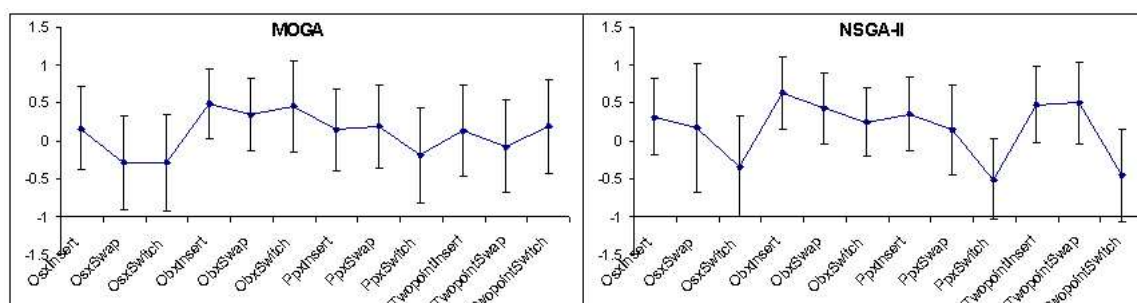 MOGA
1.5
1
0.5
0
-0.5
-1
-1.5
OsxInsert
OsxSwap
OsxSwitch
ObxInsert
ObxSwap
ObxSwitch
PpxInsert
PpxSwap
PpxSwitch
TwopointInsert
TwopointSwap
TwopointSwitch
NSGA-II
1.5
1
0.5
0
-0.5
-1
-1.5
OsxInsert
OsxSwap
OsxSwitch
ObxInsert
ObxSwap
ObxSwitch
PpxInsert
PpxSwap
PpxSwitch
TwopointInsert
TwopointSwap
TwopointSwitch